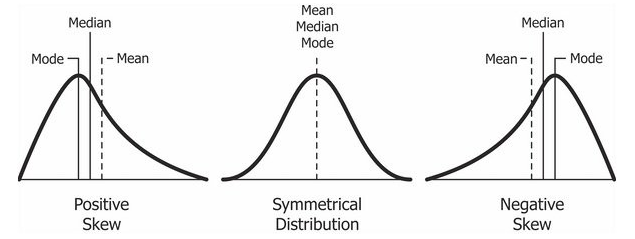 Median
Mode
Mean
Positive
Skew
Mean
Median
Mode
Symmetrical
Distribution
Median
Mean
Mode
Negative
Skew